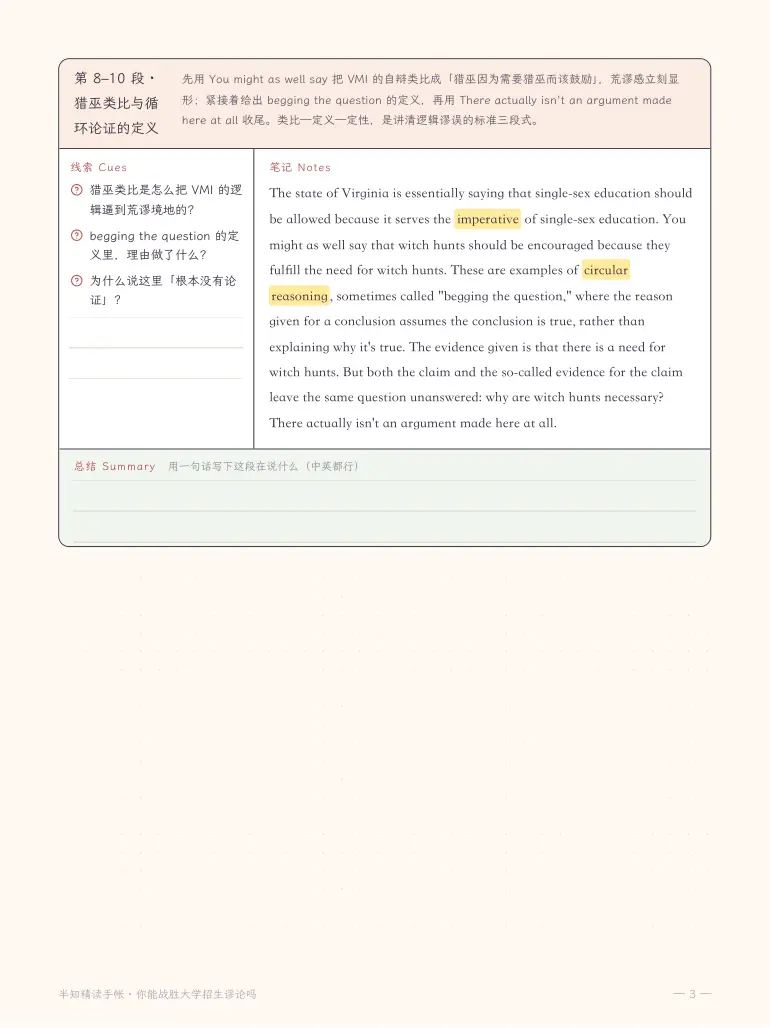 第 8–10 段・
猎巫类比与循
环论证的定义
先用 You might as well say 把 VMI 的自辩类比成「猎巫因为需要猎巫而该鼓励」，荒谬感立刻显
形；紧接着给出 begging the question 的定义，再用 There actually isn't an argument made
here at all 收尾。类比—定义—定性，是讲清逻辑谬误的标准三段式。
线索 Cues
猎巫类比是怎么把 VMI 的逻
辑逼到荒谬境地的？
begging the question 的定
义里，理由做了什么？
为什么说这里「根本没有论
证」？
笔记 Notes
The state of Virginia is essentially saying that single-sex education should
be allowed because it serves the imperative of single-sex education. You
might as well say that witch hunts should be encouraged because they
fulfill the need for witch hunts. These are examples of circular
reasoning, sometimes called "begging the question," where the reason
given for a conclusion assumes the conclusion is true, rather than
explaining why it's true. The evidence given is that there is a need for
witch hunts. But both the claim and the so-called evidence for the claim
leave the same question unanswered: why are witch hunts necessary?
There actually isn't an argument made here at all.
总结 Summary 用一句话写下这段在说什么（中英都行）
半知精读手帐・你能战胜大学招生谬论吗
— 3 —